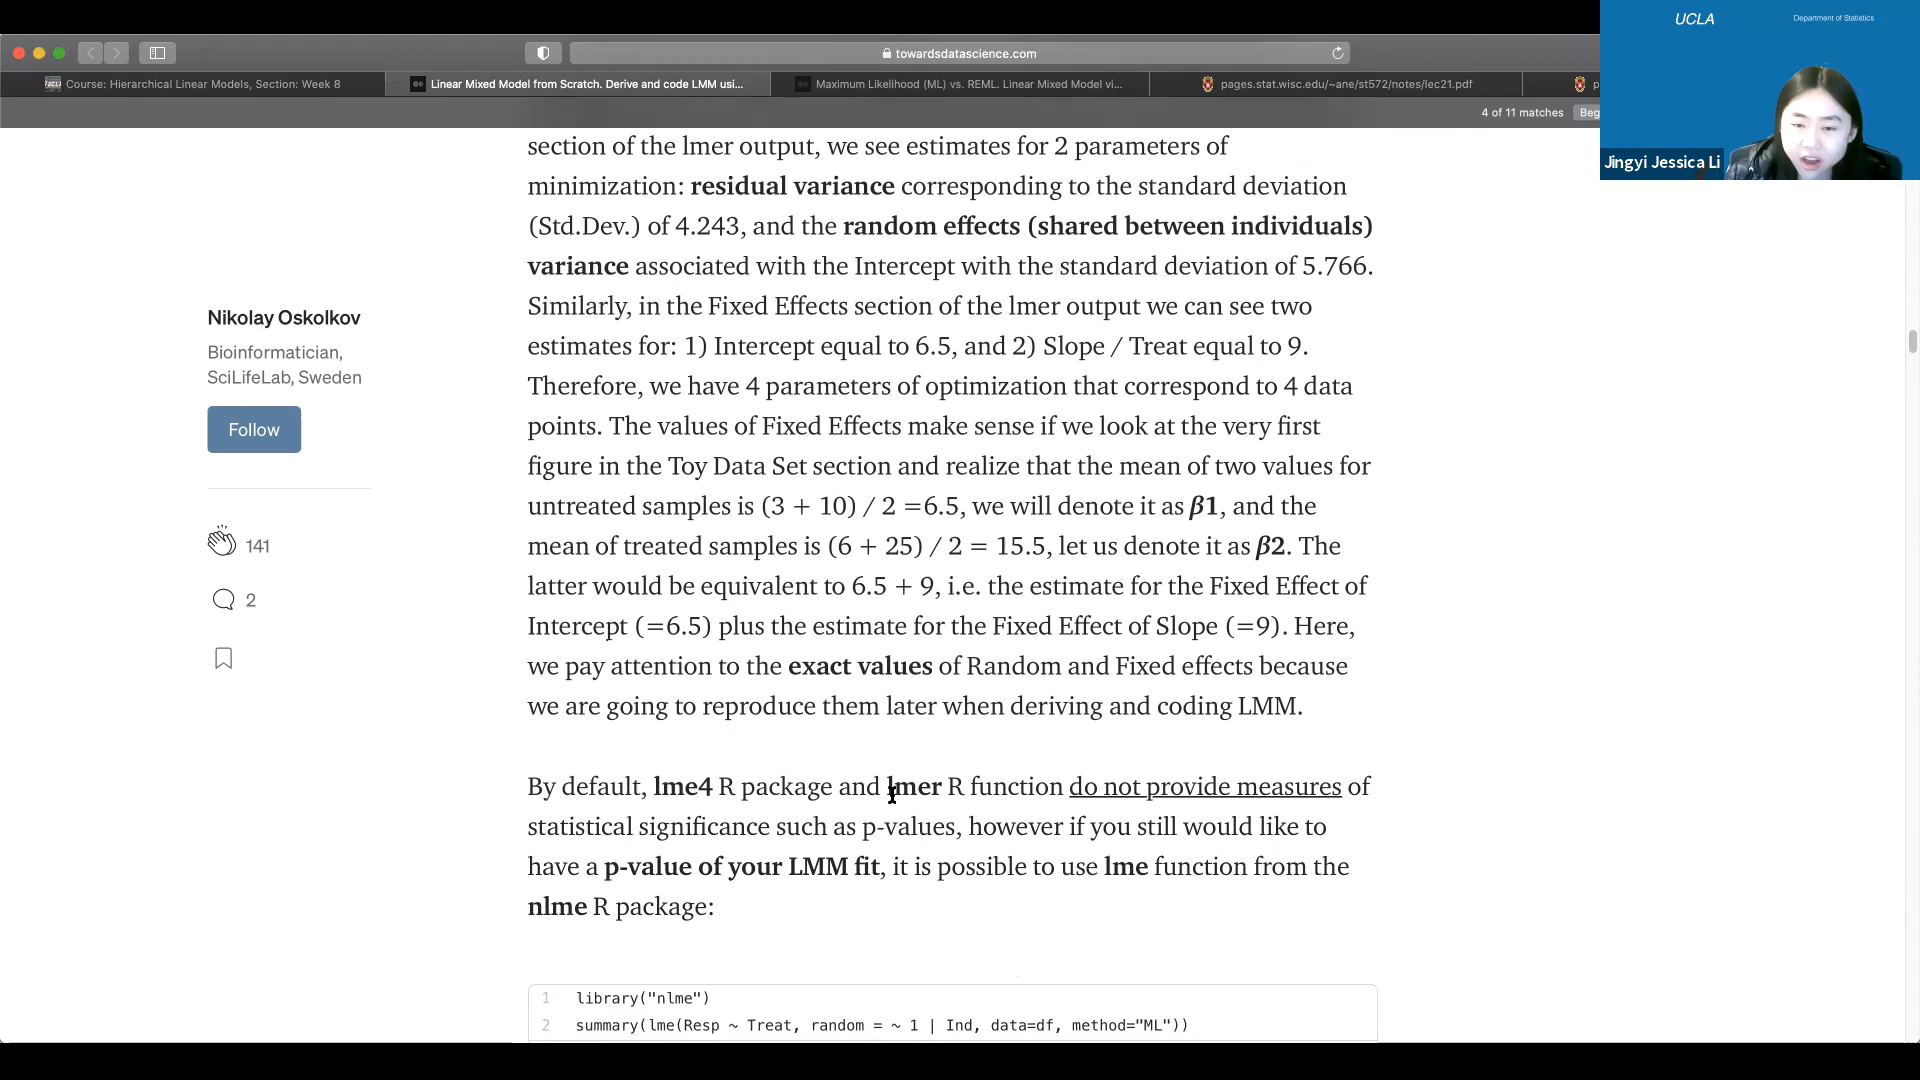 UCLA
Department of Statistics
towardsdatascience.com
Course: Hierarchical Linear Models, Section: Week 8
Linear Mixed Model from Scratch. Derive and code LMM usi...
Maximum Likelihood (ML) vs. REML. Linear Mixed Model vi...
pages.stat.wisc.edu/~ane/st572/notes/lec21.pdf
p
4 of 11 matches
Beg
Jingyi Jessica Li
section of the lmer output, we see estimates for 2 parameters of
minimization: residual variance corresponding to the standard deviation
(Std.Dev.) of 4.243, and the random effects (shared between individuals)
variance associated with the Intercept with the standard deviation of 5.766.
Similarly, in the Fixed Effects section of the lmer output we can see two
estimates for: 1) Intercept equal to 6.5, and 2) Slope / Treat equal to 9.
Therefore, we have 4 parameters of optimization that correspond to 4 data
points. The values of Fixed Effects make sense if we look at the very first
figure in the Toy Data Set section and realize that the mean of two values for
untreated samples is (3 + 10) / 2 =6.5, we will denote it as β1, and the
mean of treated samples is (6 + 25) / 2 = 15.5, let us denote it as β2. The
latter would be equivalent to 6.5 + 9, i.e. the estimate for the Fixed Effect of
Intercept (=6.5) plus the estimate for the Fixed Effect of Slope (=9). Here,
we pay attention to the exact values of Random and Fixed effects because
we are going to reproduce them later when deriving and coding LMM.
By default, lme4 R package and lmer R function do not provide measures of
statistical significance such as p-values, however if you still would like to
have a p-value of your LMM fit, it is possible to use lme function from the
nlme R package:
1 library("nlme")
2 summary(lme(Resp ~ Treat, random = ~ 1 | Ind, data=df, method="ML"))
Nikolay Oskolkov
Bioinformatician,
SciLifeLab, Sweden
Follow
141
2